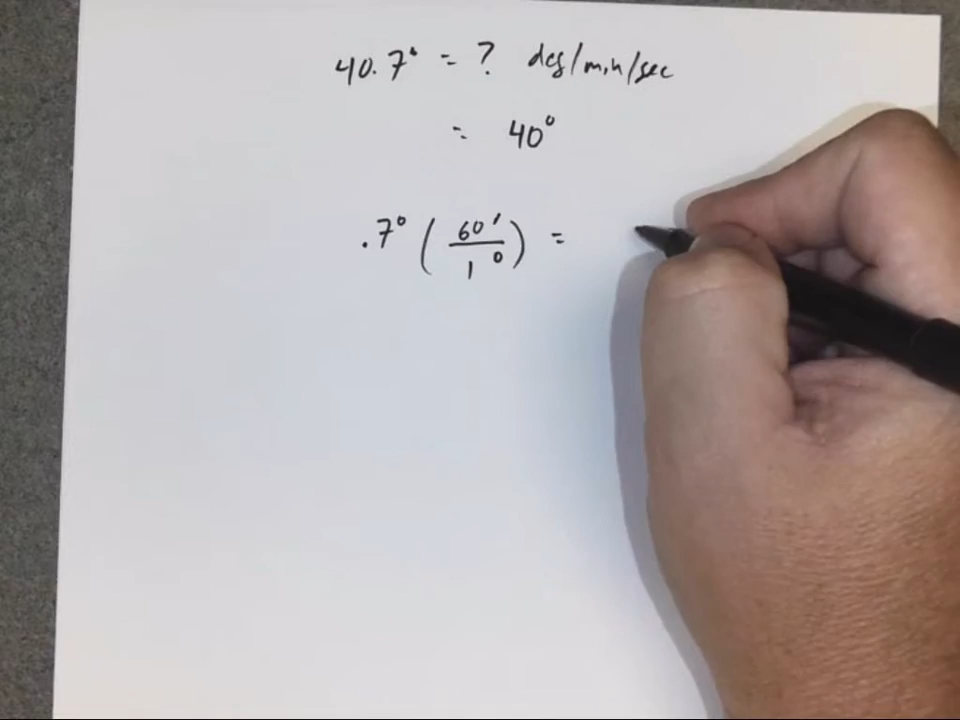 40.7° = ? deg/min/sec
= 40°
.7° ( 60′ / 1° ) =